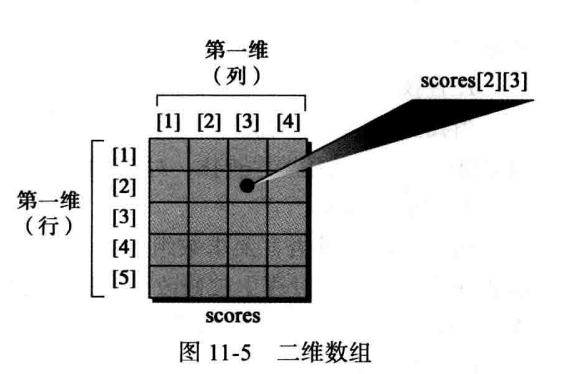 第一维
（列）
scores[2][3]
[1] [2] [3] [4]
[1]
[2]
第一维
（行）
[3]
[4]
[5]
scores
图 11-5 二维数组